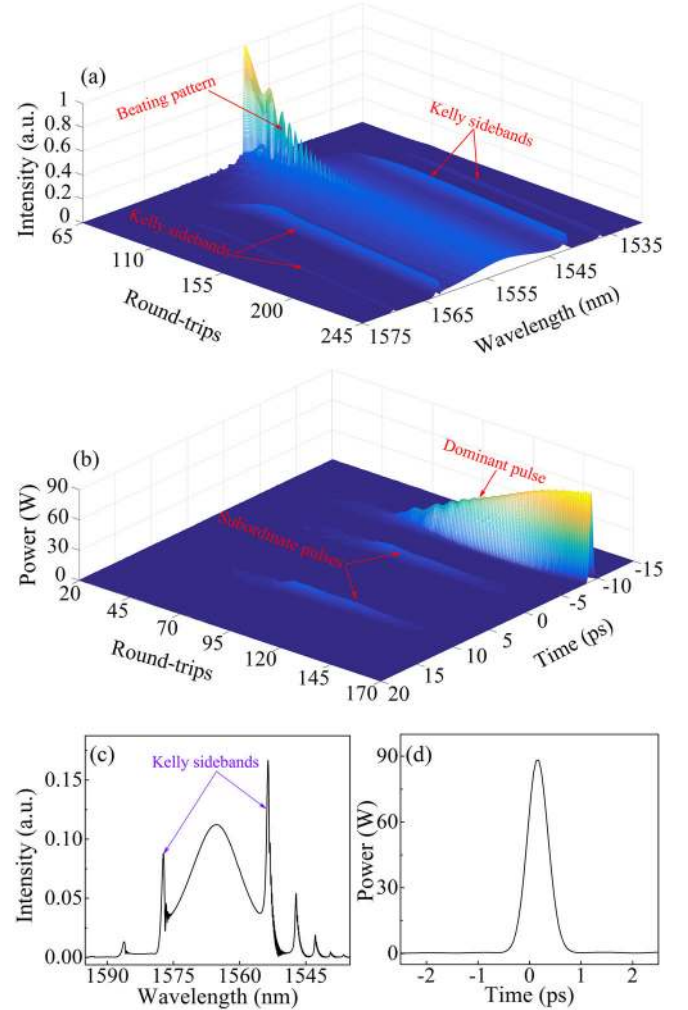 (a)
Beating pattern
Kelly sidebands
Kelly sidebands
Intensity (a.u.)
1
0.8
0.6
0.4
0.2
0
65
110
155
200
245
Round-trips
1575
1565
1555
1545
1535
Wavelength (nm)
(b)
Dominant pulse
Subordinate pulses
Power (W)
90
60
30
0
20
45
70
95
120
145
170
Round-trips
20
15
10
5
0
-5
-10
-15
Time (ps)
(c)
Kelly sidebands
Intensity (a.u.)
0.15
0.10
0.05
0.00
1590 1575 1560 1545
Wavelength (nm)
(d)
Power (W)
90
60
30
0
-2 -1 0 1 2
Time (ps)